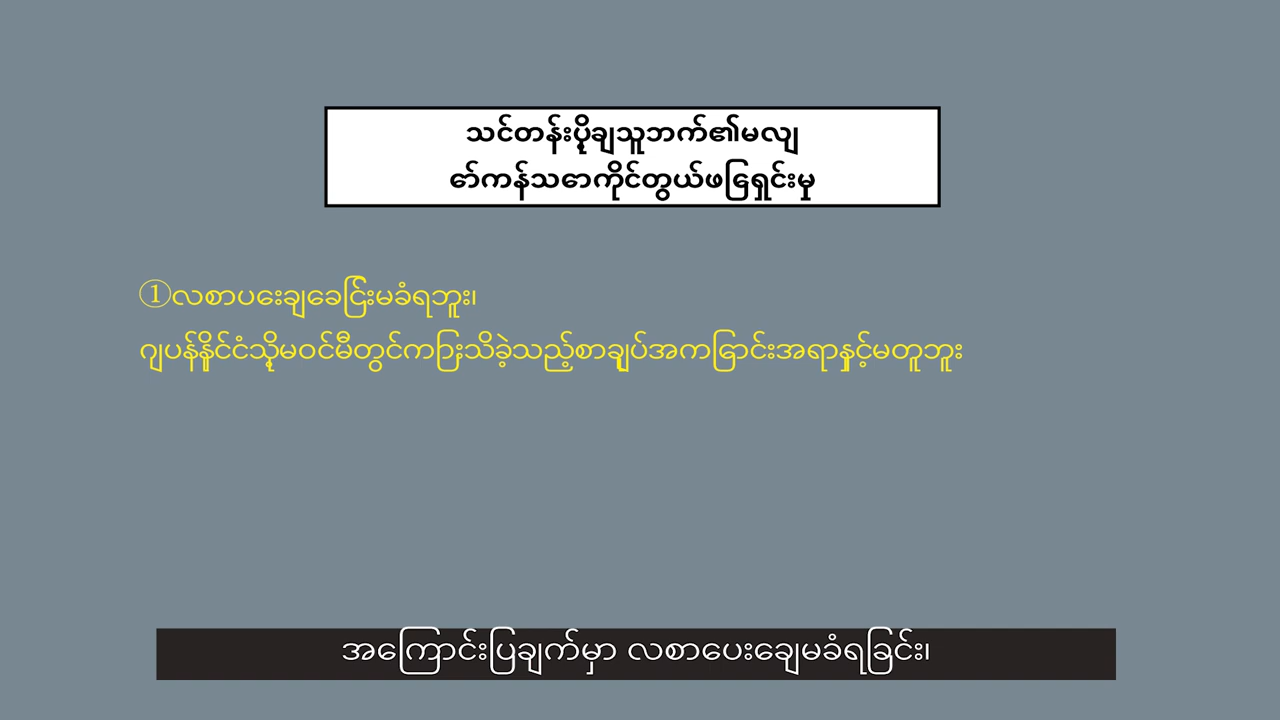 သင်တန်းပို့ချသူဘက်၏မလျ
ော်ကန်သောကိုင်တွယ်ဖြေရှင်းမှု
①လစာပေးချေခြင်းမခံရဘူး၊
ဂျပန်နိုင်ငံသို့မဝင်မီတွင်ကြားသိခဲ့သည့်စာချုပ်အကြောင်းအရာနှင့်မတူဘူး
အကြောင်းပြချက်မှာ လစာပေးချေမခံရခြင်း၊